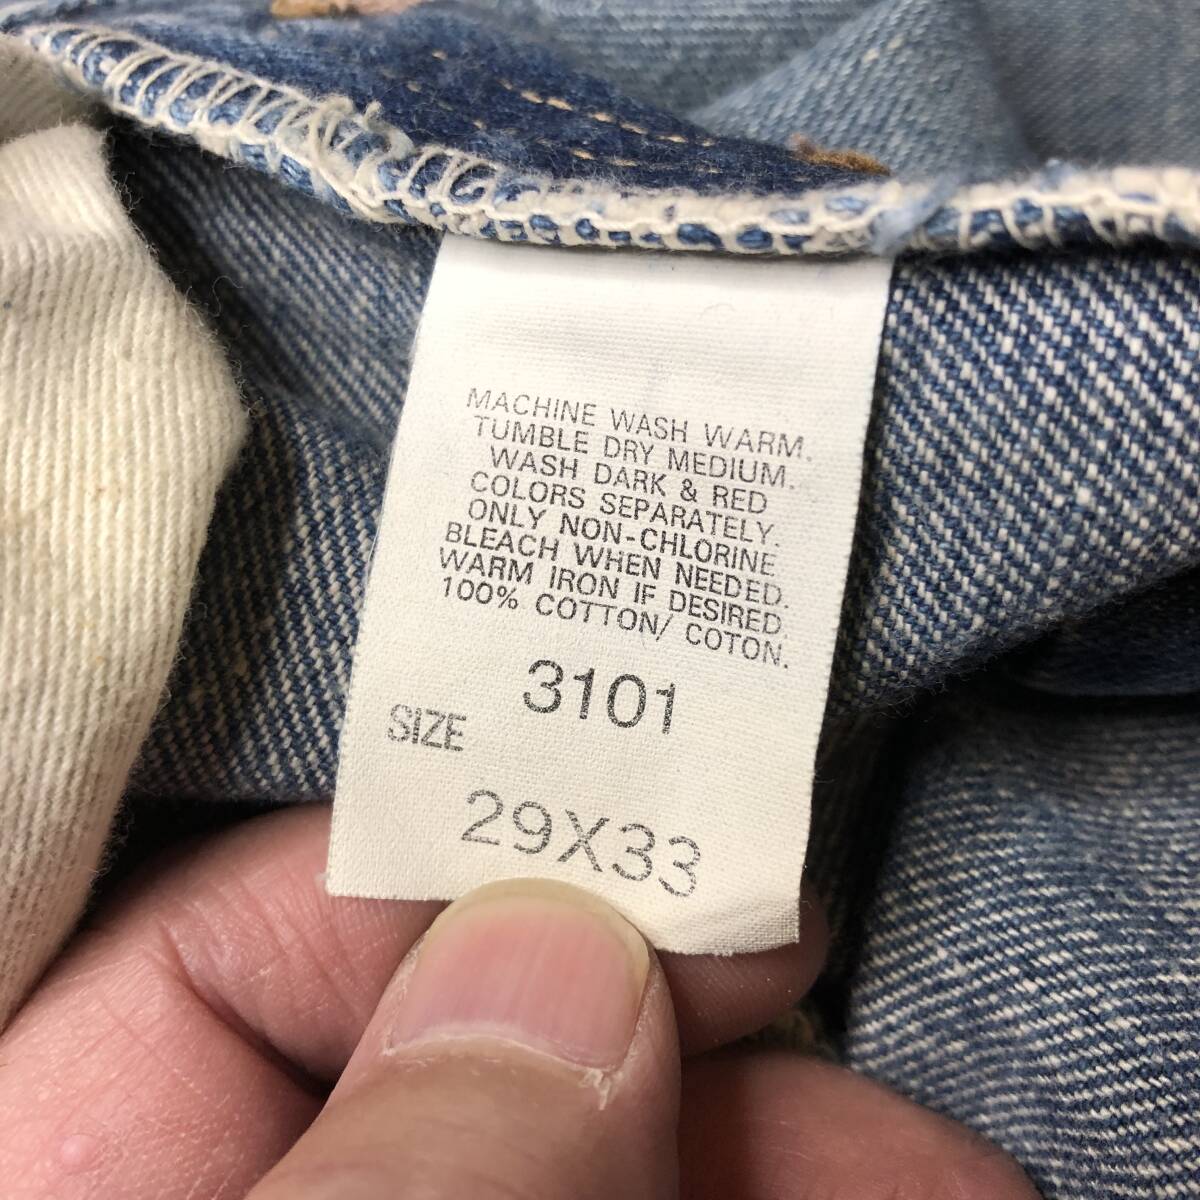 MACHINE WASH WARM.
TUMBLE DRY MEDIUM.
WASH DARK & RED
COLORS SEPARATELY.
ONLY NON-CHLORINE
BLEACH WHEN NEEDED.
WARM IRON IF DESIRED.
100% COTTON/ COTON.
3101
SIZE
29X33